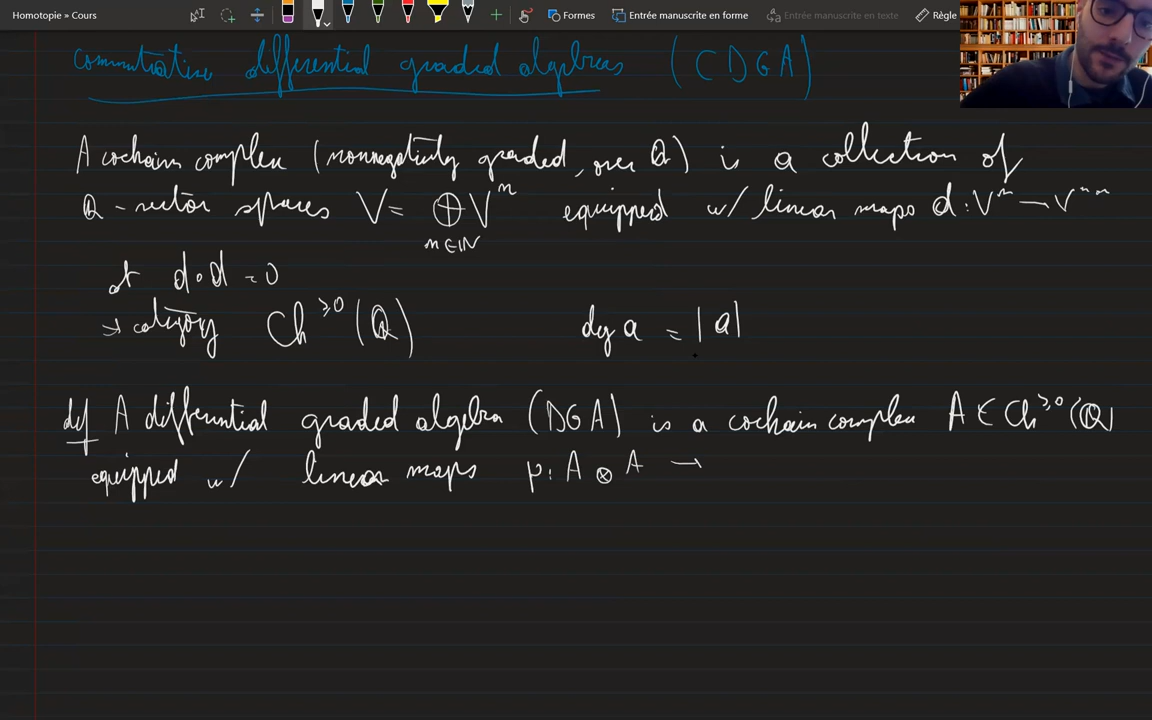 Homotopie » Cours
Formes
Entrée manuscrite en forme
Entrée manuscrite en texte
Règle
commutative differential graded algebras (CDGA)
A cochain complex (nonnegatively graded, over ℚ) is a collection of
ℚ-vector spaces V = ⊕ Vⁿ equipped w/ linear maps d : Vⁿ → Vⁿ⁺¹
n ∈ ℕ
st d∘d = 0
→ category Ch≥0(ℚ) deg a = |a|
def A differential graded algebra (DGA) is a cochain complex A ∈ Ch≥0(ℚ)
equipped w/ linear maps μ: A ⊗ A →